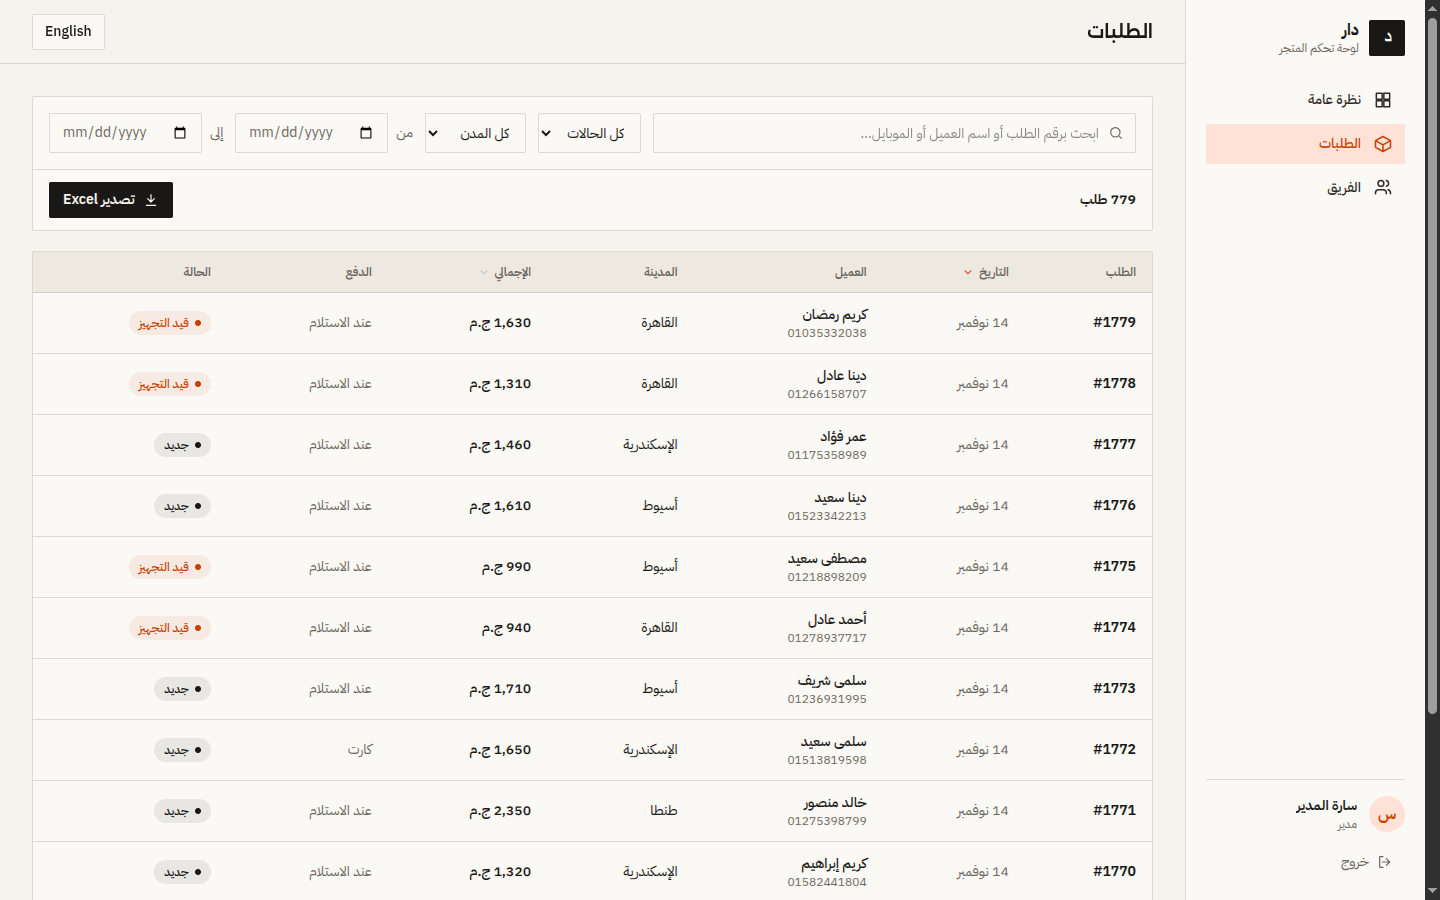 د
دار
لوحة تحكم المتجر
نظرة عامة
الطلبات
الفريق
سارة المدير
س
مدير
خروج
الطلبات
English
ابحث برقم الطلب أو اسم العميل أو الموبايل...
كل الحالات
كل المدن
من
mm/dd/yyyy
إلى
mm/dd/yyyy
779 طلب
تصدير Excel
الطلب التاريخ العميل المدينة الإجمالي الدفع الحالة
#1779 14 نوفمبر كريم رمضان القاهرة 1,630 ج.م عند الاستلام قيد التجهيز
01035332038
#1778 14 نوفمبر دينا عادل القاهرة 1,310 ج.م عند الاستلام قيد التجهيز
01266158707
#1777 14 نوفمبر عمر فؤاد الإسكندرية 1,460 ج.م عند الاستلام جديد
01175358989
#1776 14 نوفمبر دينا سعيد أسيوط 1,610 ج.م عند الاستلام جديد
01523342213
#1775 14 نوفمبر مصطفى سعيد أسيوط 990 ج.م عند الاستلام قيد التجهيز
01218898209
#1774 14 نوفمبر أحمد عادل القاهرة 940 ج.م عند الاستلام قيد التجهيز
01278937717
#1773 14 نوفمبر سلمى شريف أسيوط 1,710 ج.م عند الاستلام جديد
01236931995
#1772 14 نوفمبر سلمى سعيد الإسكندرية 1,650 ج.م كارت جديد
01513819598
#1771 14 نوفمبر خالد منصور طنطا 2,350 ج.م عند الاستلام جديد
01275398799
#1770 14 نوفمبر كريم إبراهيم الإسكندرية 1,320 ج.م عند الاستلام جديد
01582441804